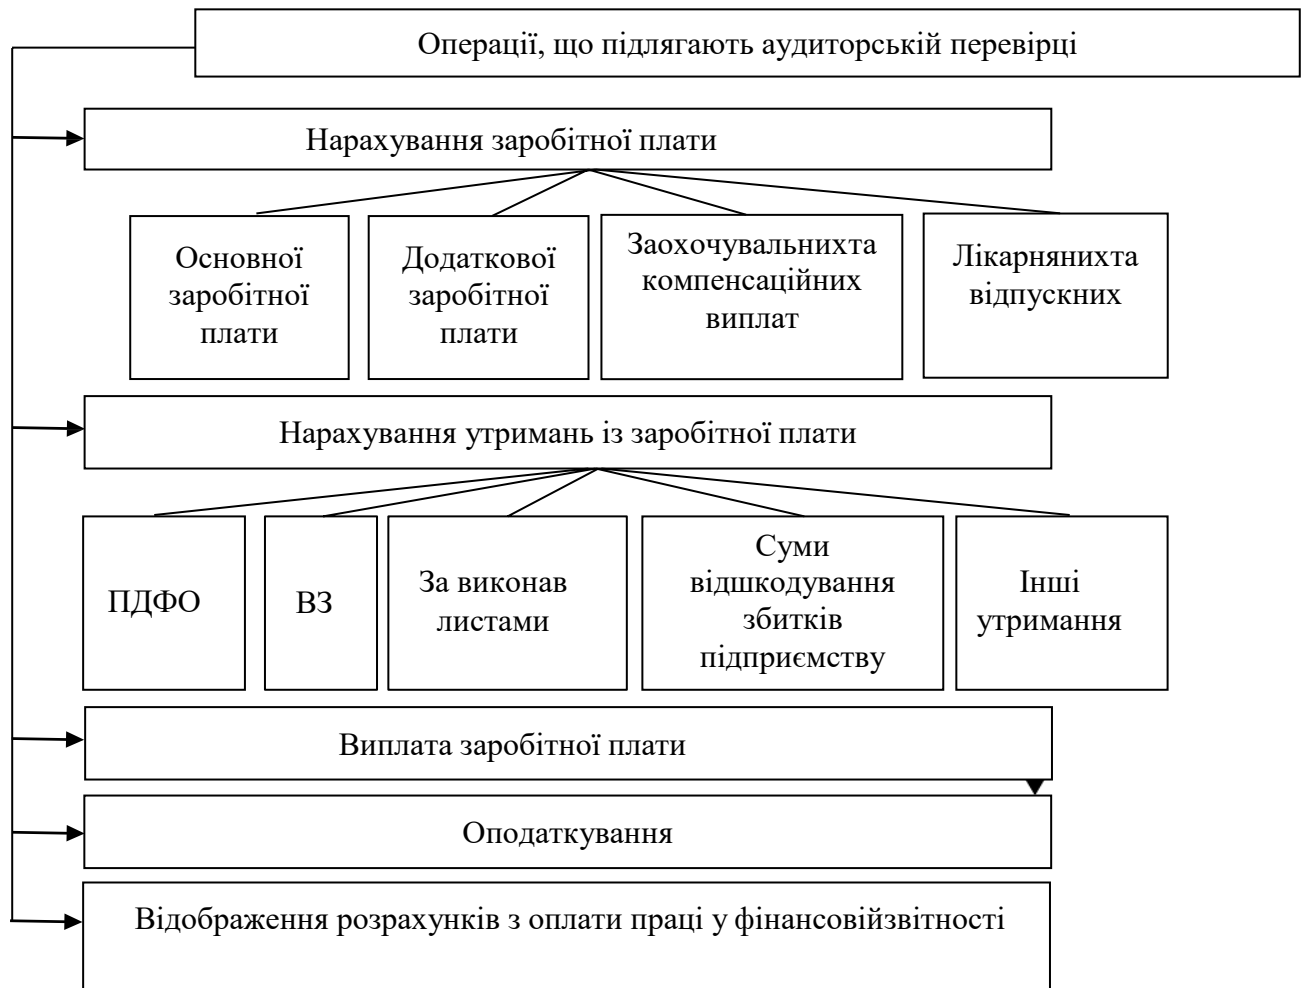 Операції, що підлягають аудиторській перевірці
Нарахування заробітної плати
Основної
заробітної
плати
Додаткової
заробітної
плати
Заохочувальнихта
компенсаційних
виплат
Лікарнянихта
відпускних
Нарахування утримань із заробітної плати
ПДФО
ВЗ
За виконав
листами
Суми
відшкодування
збитків
підприємству
Інші
утримання
Виплата заробітної плати
Оподаткування
Відображення розрахунків з оплати праці у фінансовійзвітності